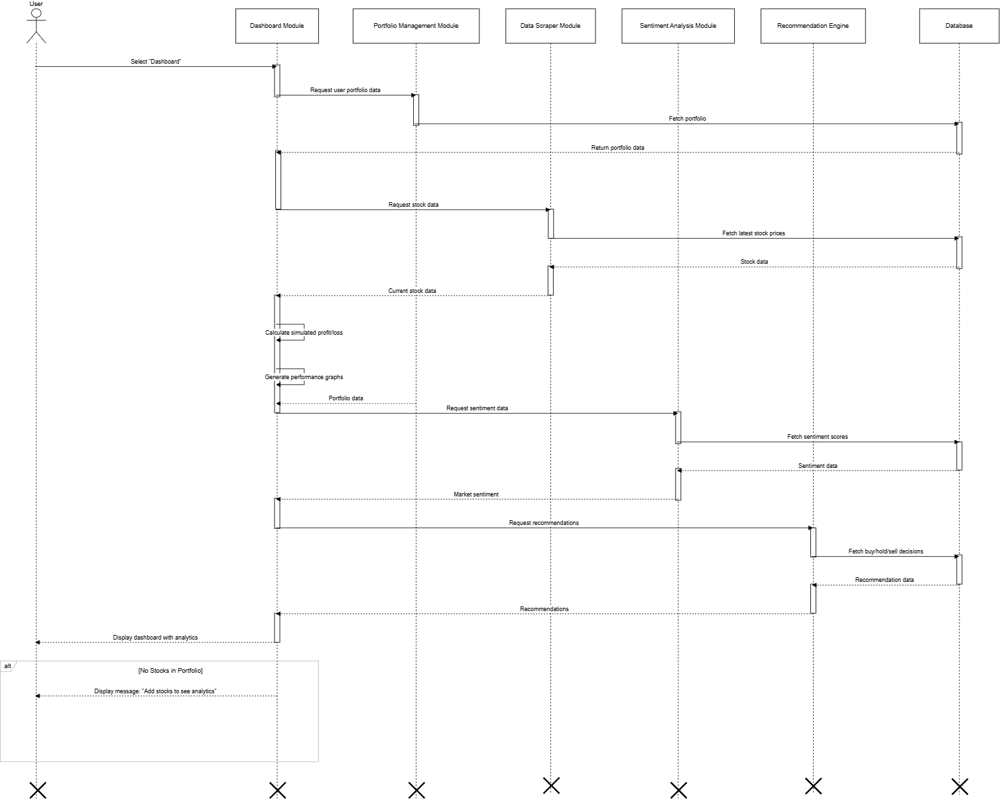 User
Dashboard Module
Portfolio Management Module
Data Scraper Module
Sentiment Analysis Module
Recommendation Engine
Database
Select "Dashboard"
Request user portfolio data
Fetch portfolio
Return portfolio data
Request stock data
Fetch latest stock prices
Stock data
Current stock data
Calculate simulated profit/loss
Generate performance graphs
Portfolio data
Request sentiment data
Fetch sentiment scores
Sentiment data
Market sentiment
Request recommendations
Fetch buy/hold/sell decisions
Recommendation data
Recommendations
Display dashboard with analytics
alt
[No Stocks in Portfolio]
Display message: "Add stocks to see analytics"